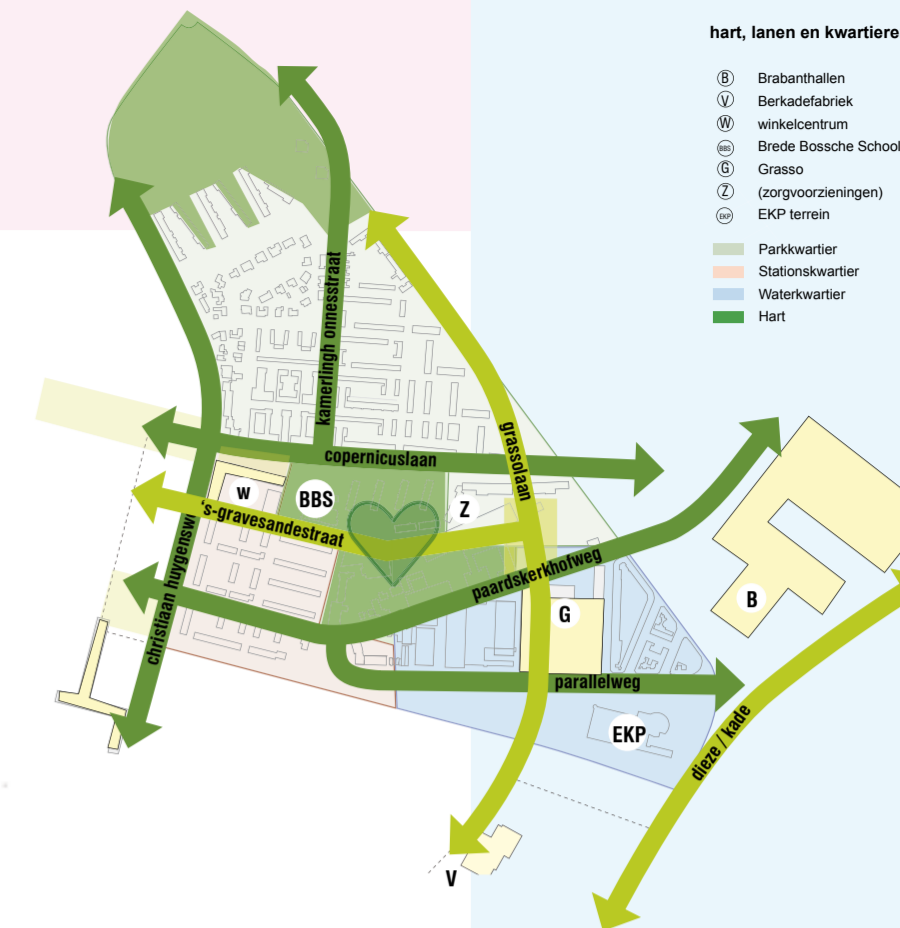 hart, lanen en kwartiere
B Brabanthallen
V Berkadefabriek
W winkelcentrum
BBS Brede Bossche School
G Grasso
Z (zorgvoorzieningen)
EKP EKP terrein
Parkkwartier
Stationskwartier
Waterkwartier
Hart
kamerlingh onnesstraat
grassolaan
copernicuslaan
w
BBS
Z
's-gravesandestraat
christiaan huygensw
paardskerkhofweg
B
G
parallelweg
EKP
dieze / kade
V